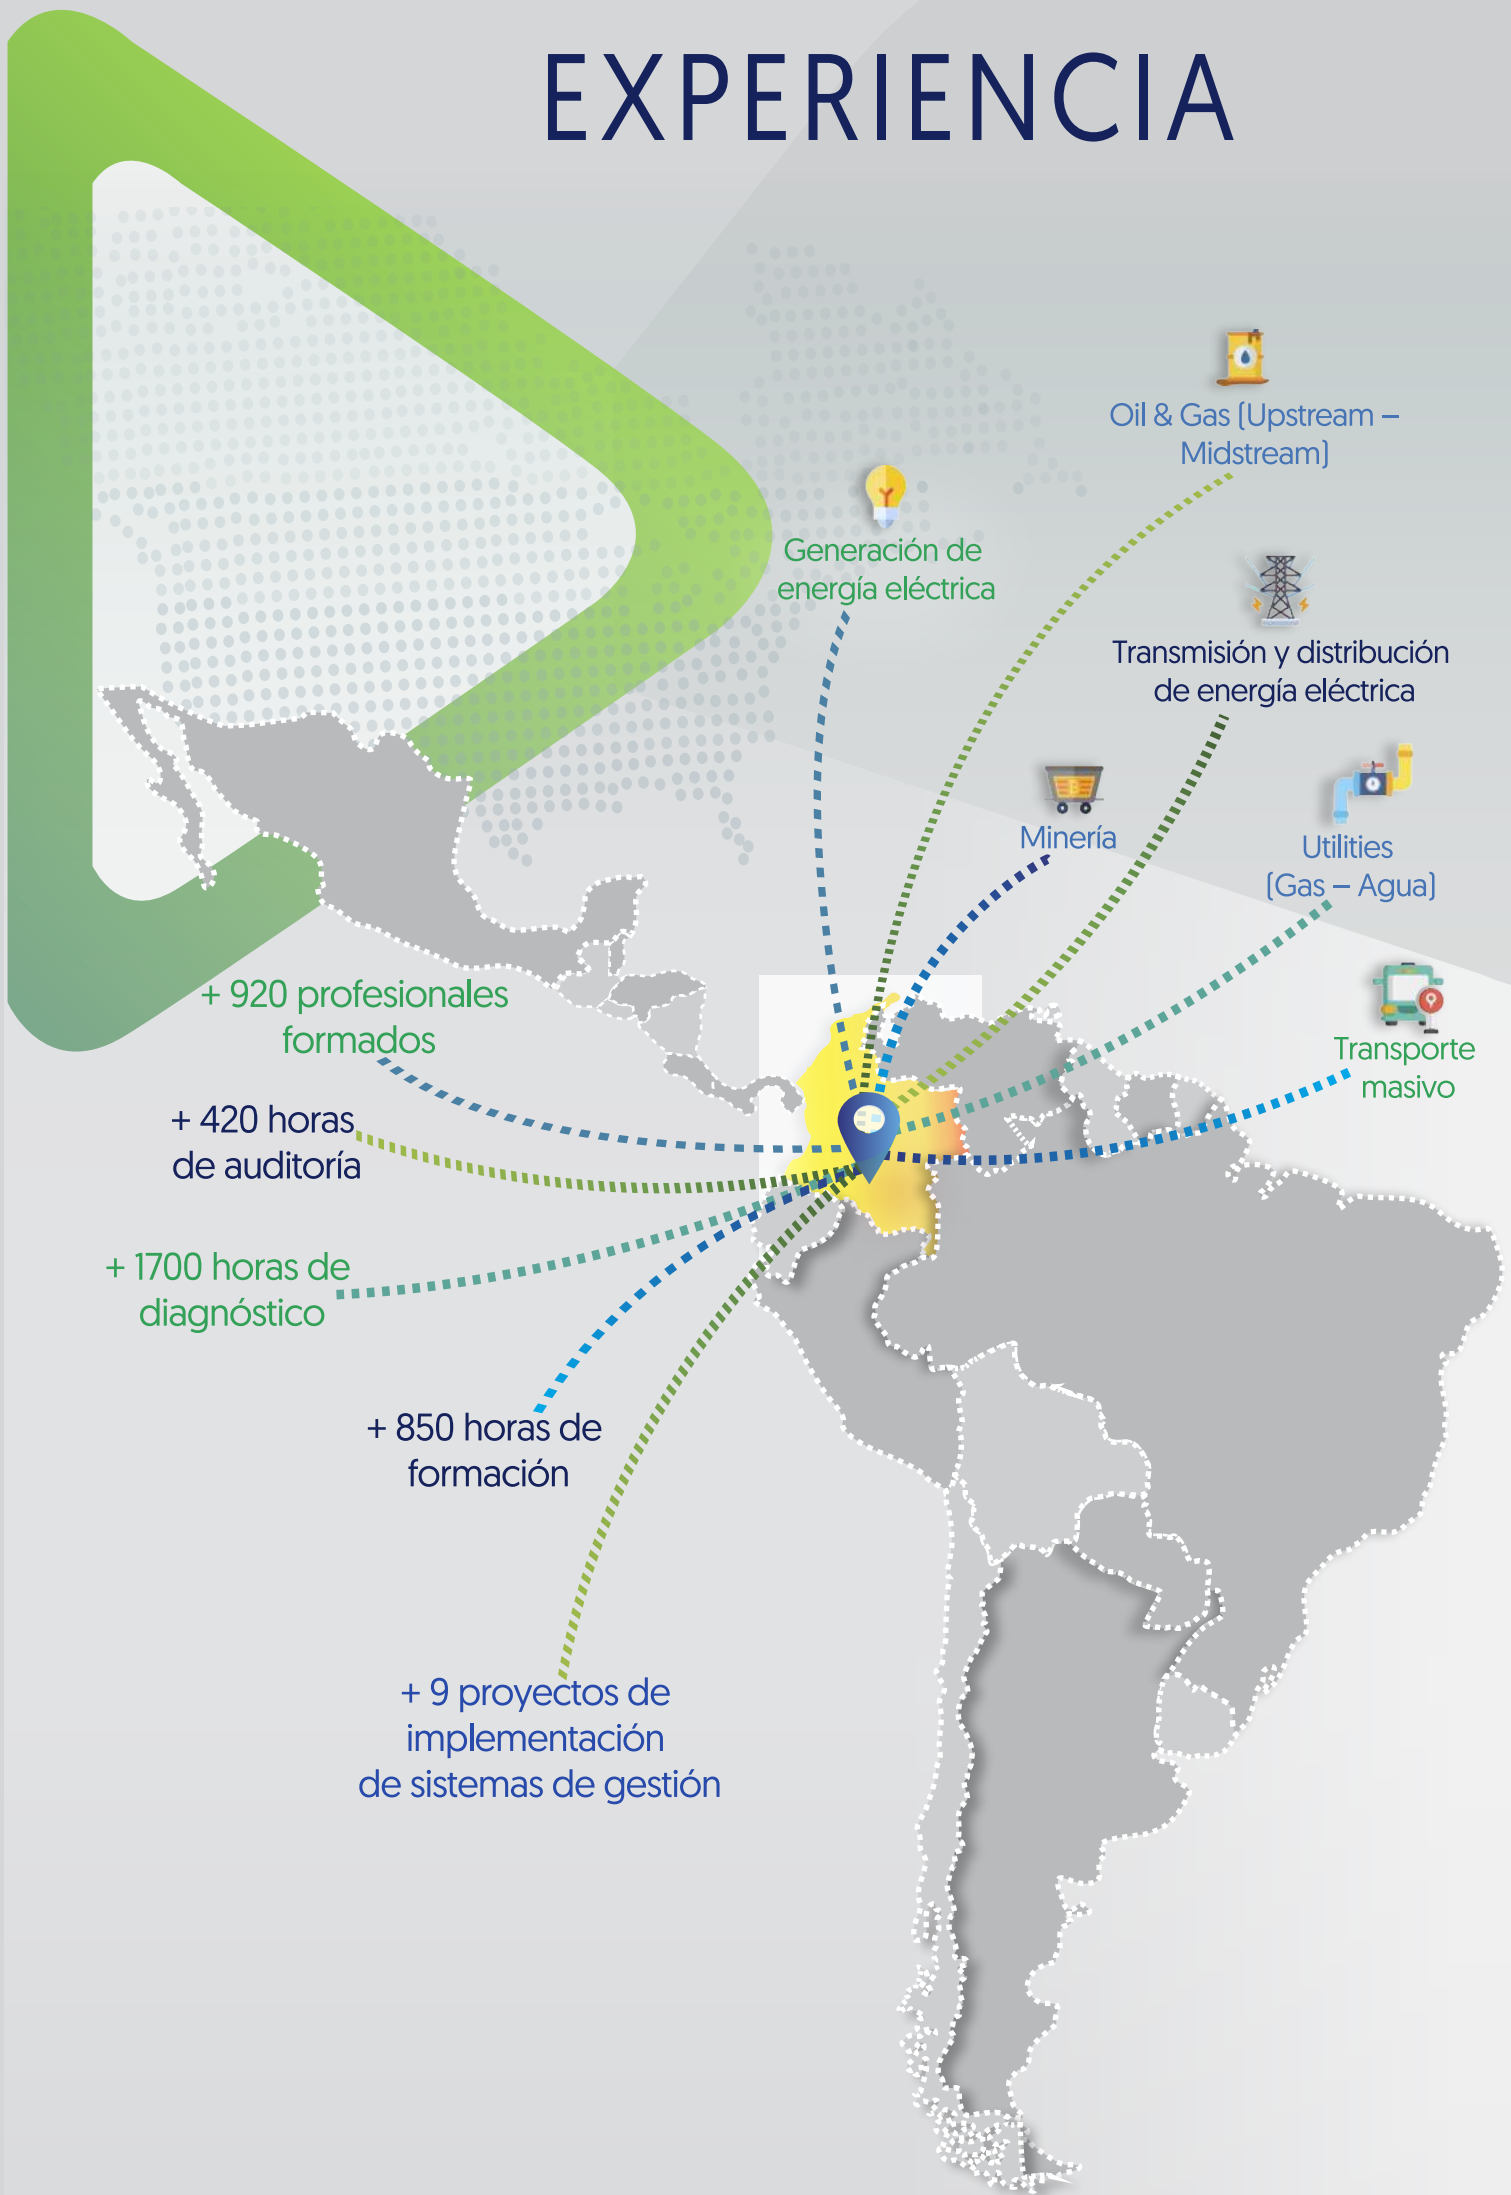 EXPERIENCIA
Oil & Gas (Upstream –
Midstream)
Generación de
energía eléctrica
Transmisión y distribución
de energía eléctrica
Minería
Utilities
(Gas – Agua)
Transporte
masivo
+ 920 profesionales
formados
+ 420 horas
de auditoría
+ 1700 horas de
diagnóstico
+ 850 horas de
formación
+ 9 proyectos de
implementación
de sistemas de gestión